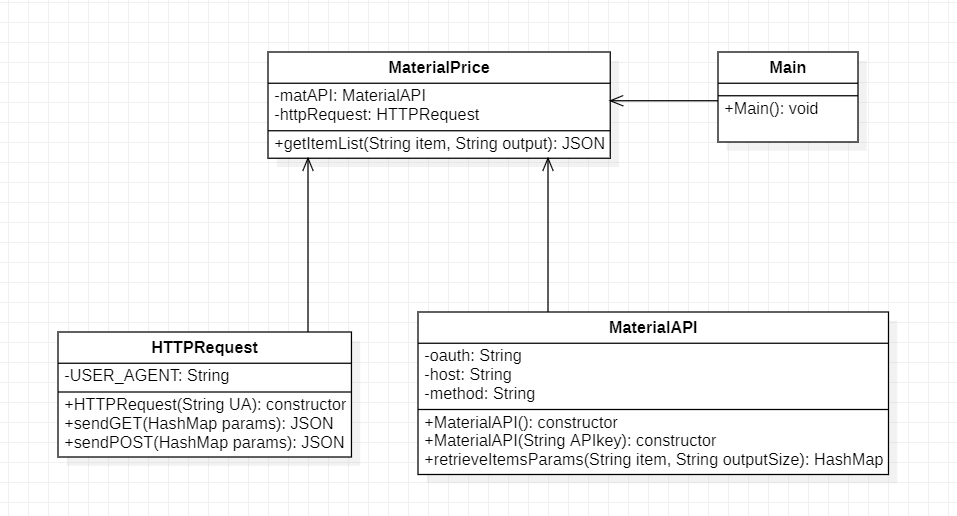 MaterialPrice
-matAPI: MaterialAPI
-httpRequest: HTTPRequest
+getItemList(String item, String output): JSON
Main
+Main(): void
HTTPRequest
-USER_AGENT: String
+HTTPRequest(String UA): constructor
+sendGET(HashMap params): JSON
+sendPOST(HashMap params): JSON
MaterialAPI
-oauth: String
-host: String
-method: String
+MaterialAPI(): constructor
+MaterialAPI(String APIkey): constructor
+retrieveItemsParams(String item, String outputSize): HashMap